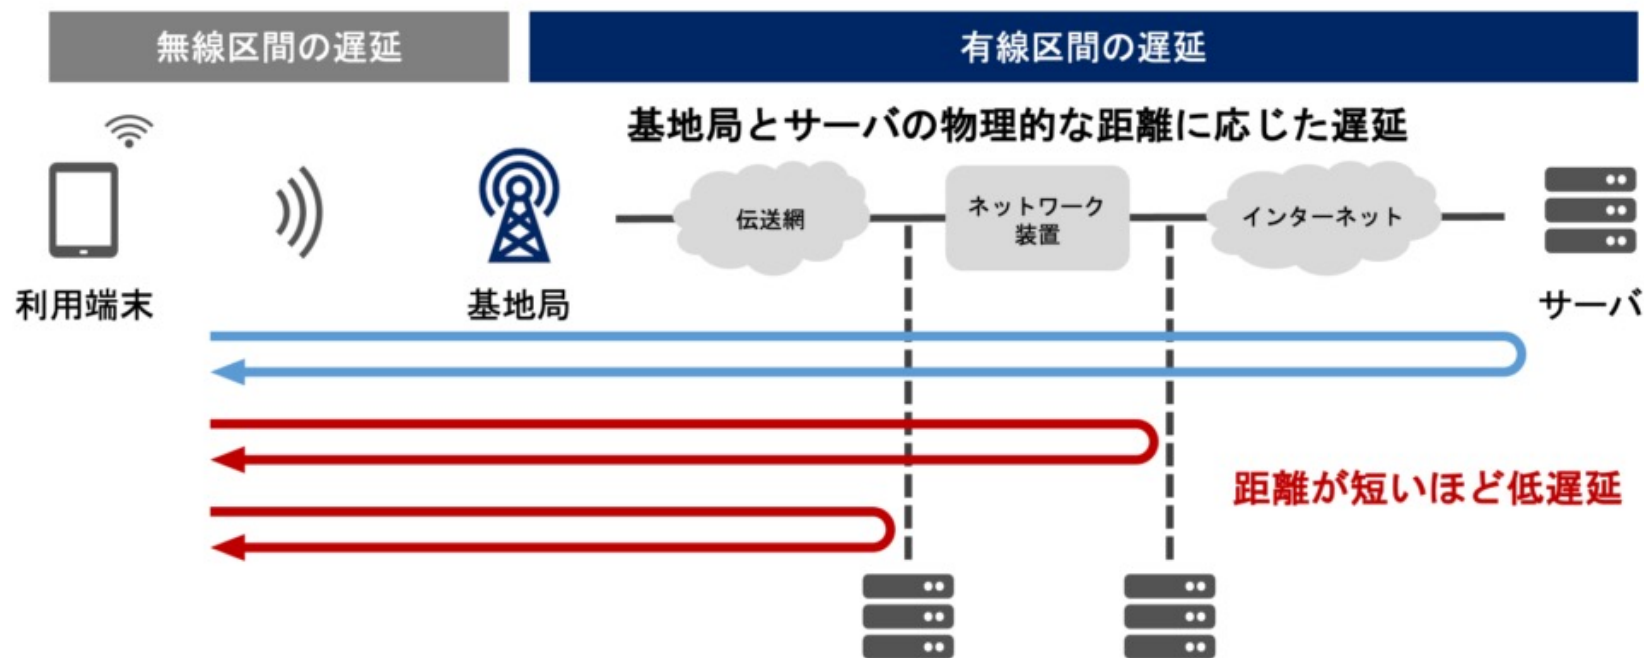 無線区間の遅延
有線区間の遅延
基地局とサーバの物理的な距離に応じた遅延
伝送網
ネットワーク
装置
インターネット
利用端末
基地局
サーバ
距離が短いほど低遅延